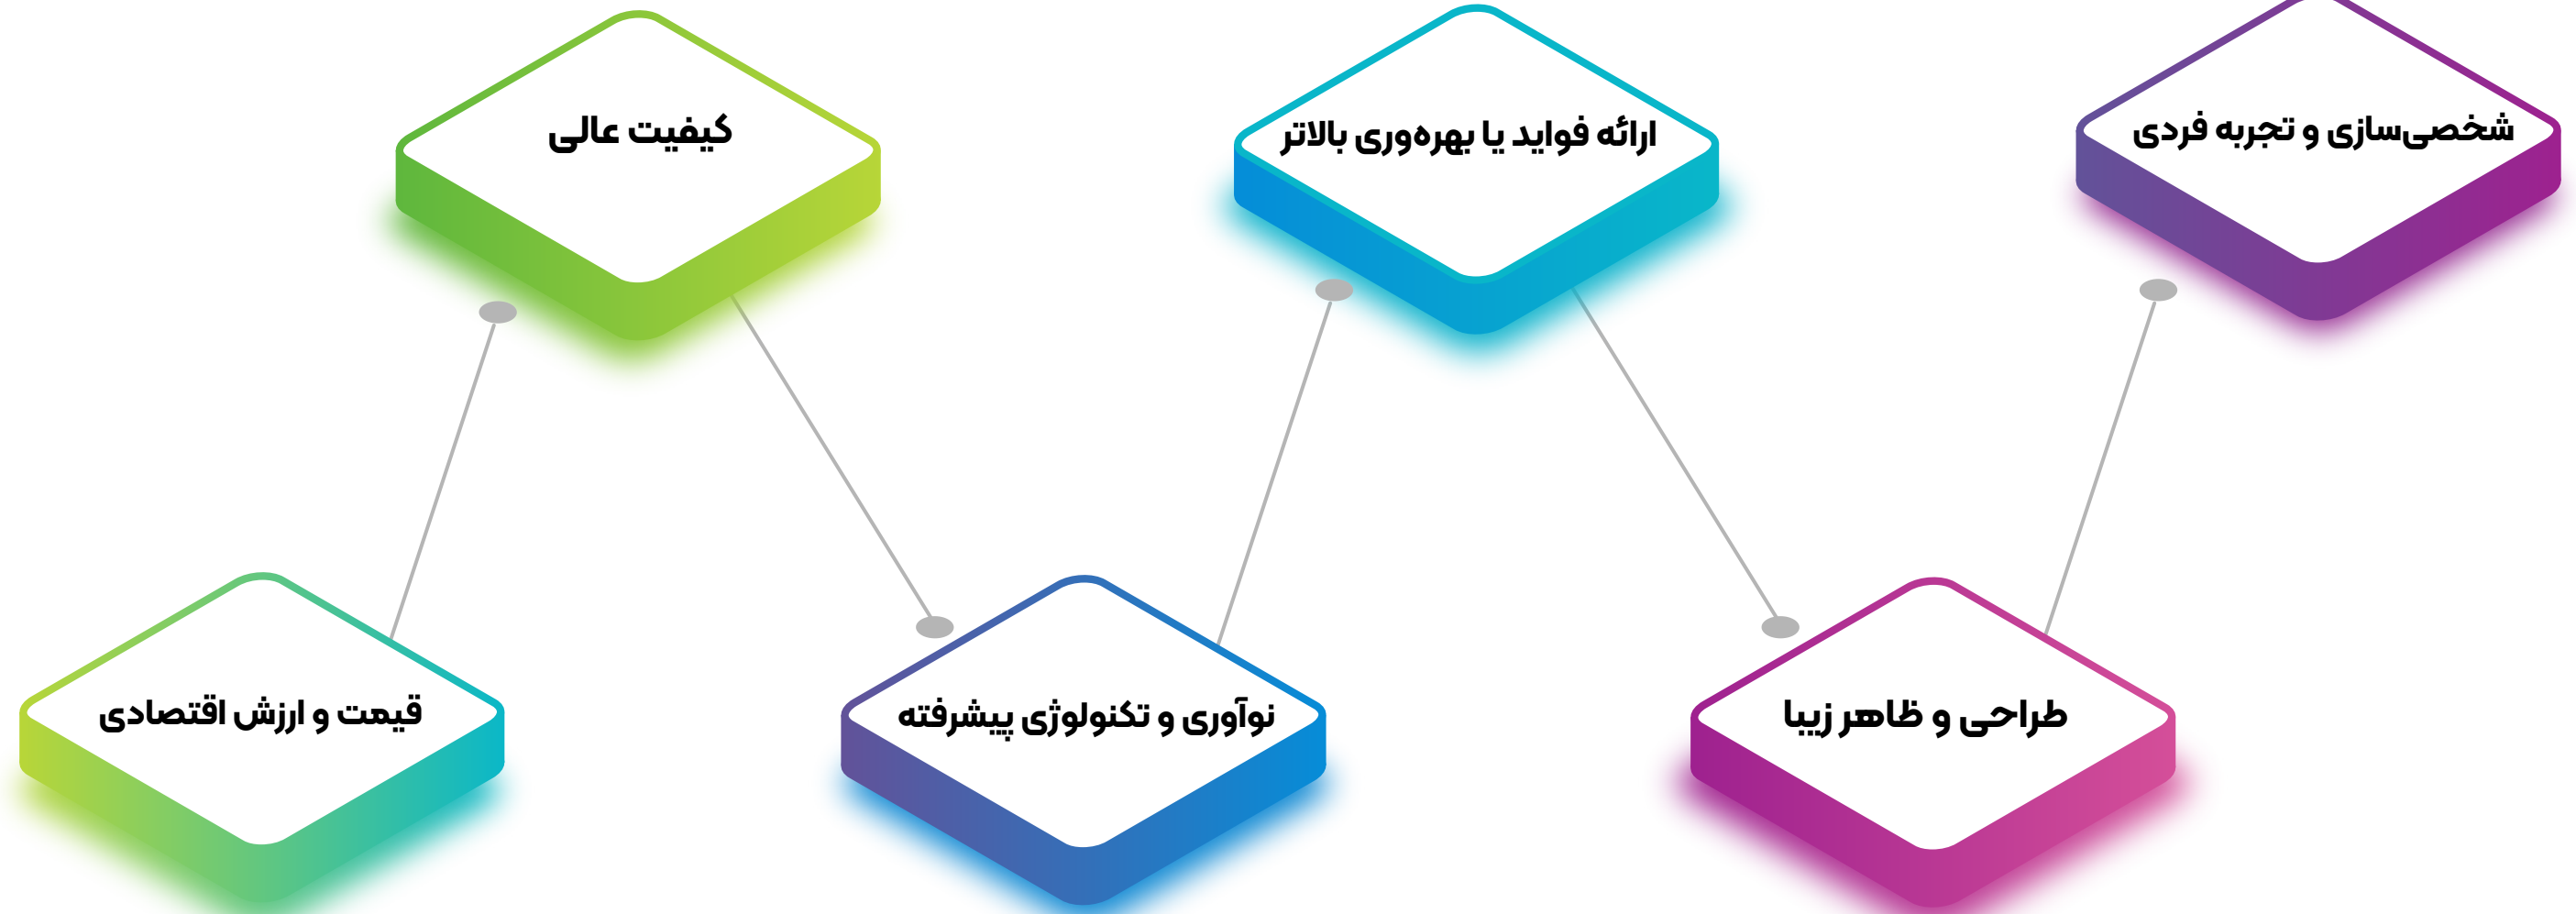 شخصی‌سازی و تجربه فردی
ارائه فواید یا بهره‌وری بالاتر
کیفیت عالی
طراحی و ظاهر زیبا
نوآوری و تکنولوژی پیشرفته
قیمت و ارزش اقتصادی